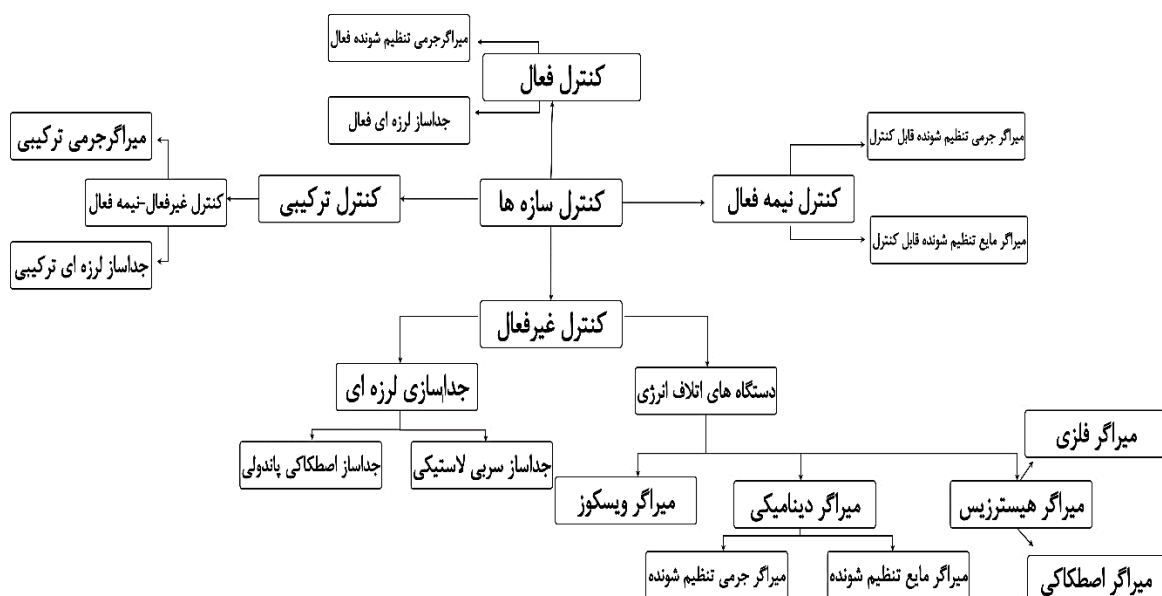 میراگرجرمی تنظیم شونده فعال
کنترل فعال
جداساز لرزه ای فعال
میراگرجرمی ترکیبی
میراگر جرمی تنظیم شونده قابل کنترل
کنترل نیمه فعال
کنترل سازه ها
کنترل ترکیبی
کنترل غیرفعال-نیمه فعال
میراگر مایع تنظیم شونده قابل کنترل
جداساز لرزه ای ترکیبی
کنترل غیرفعال
دستگاه های اتلاف انرژی
جداسازی لرزه ای
میراگر فلزی
جداساز سربی لاستیکی
جداساز اصطکاکی پاندولی
میراگر هیسترزیس
میراگر دینامیکی
میراگر ویسکوز
میراگر اصطکاکی
میراگر مایع تنظیم شونده
میراگر جرمی تنظیم شونده